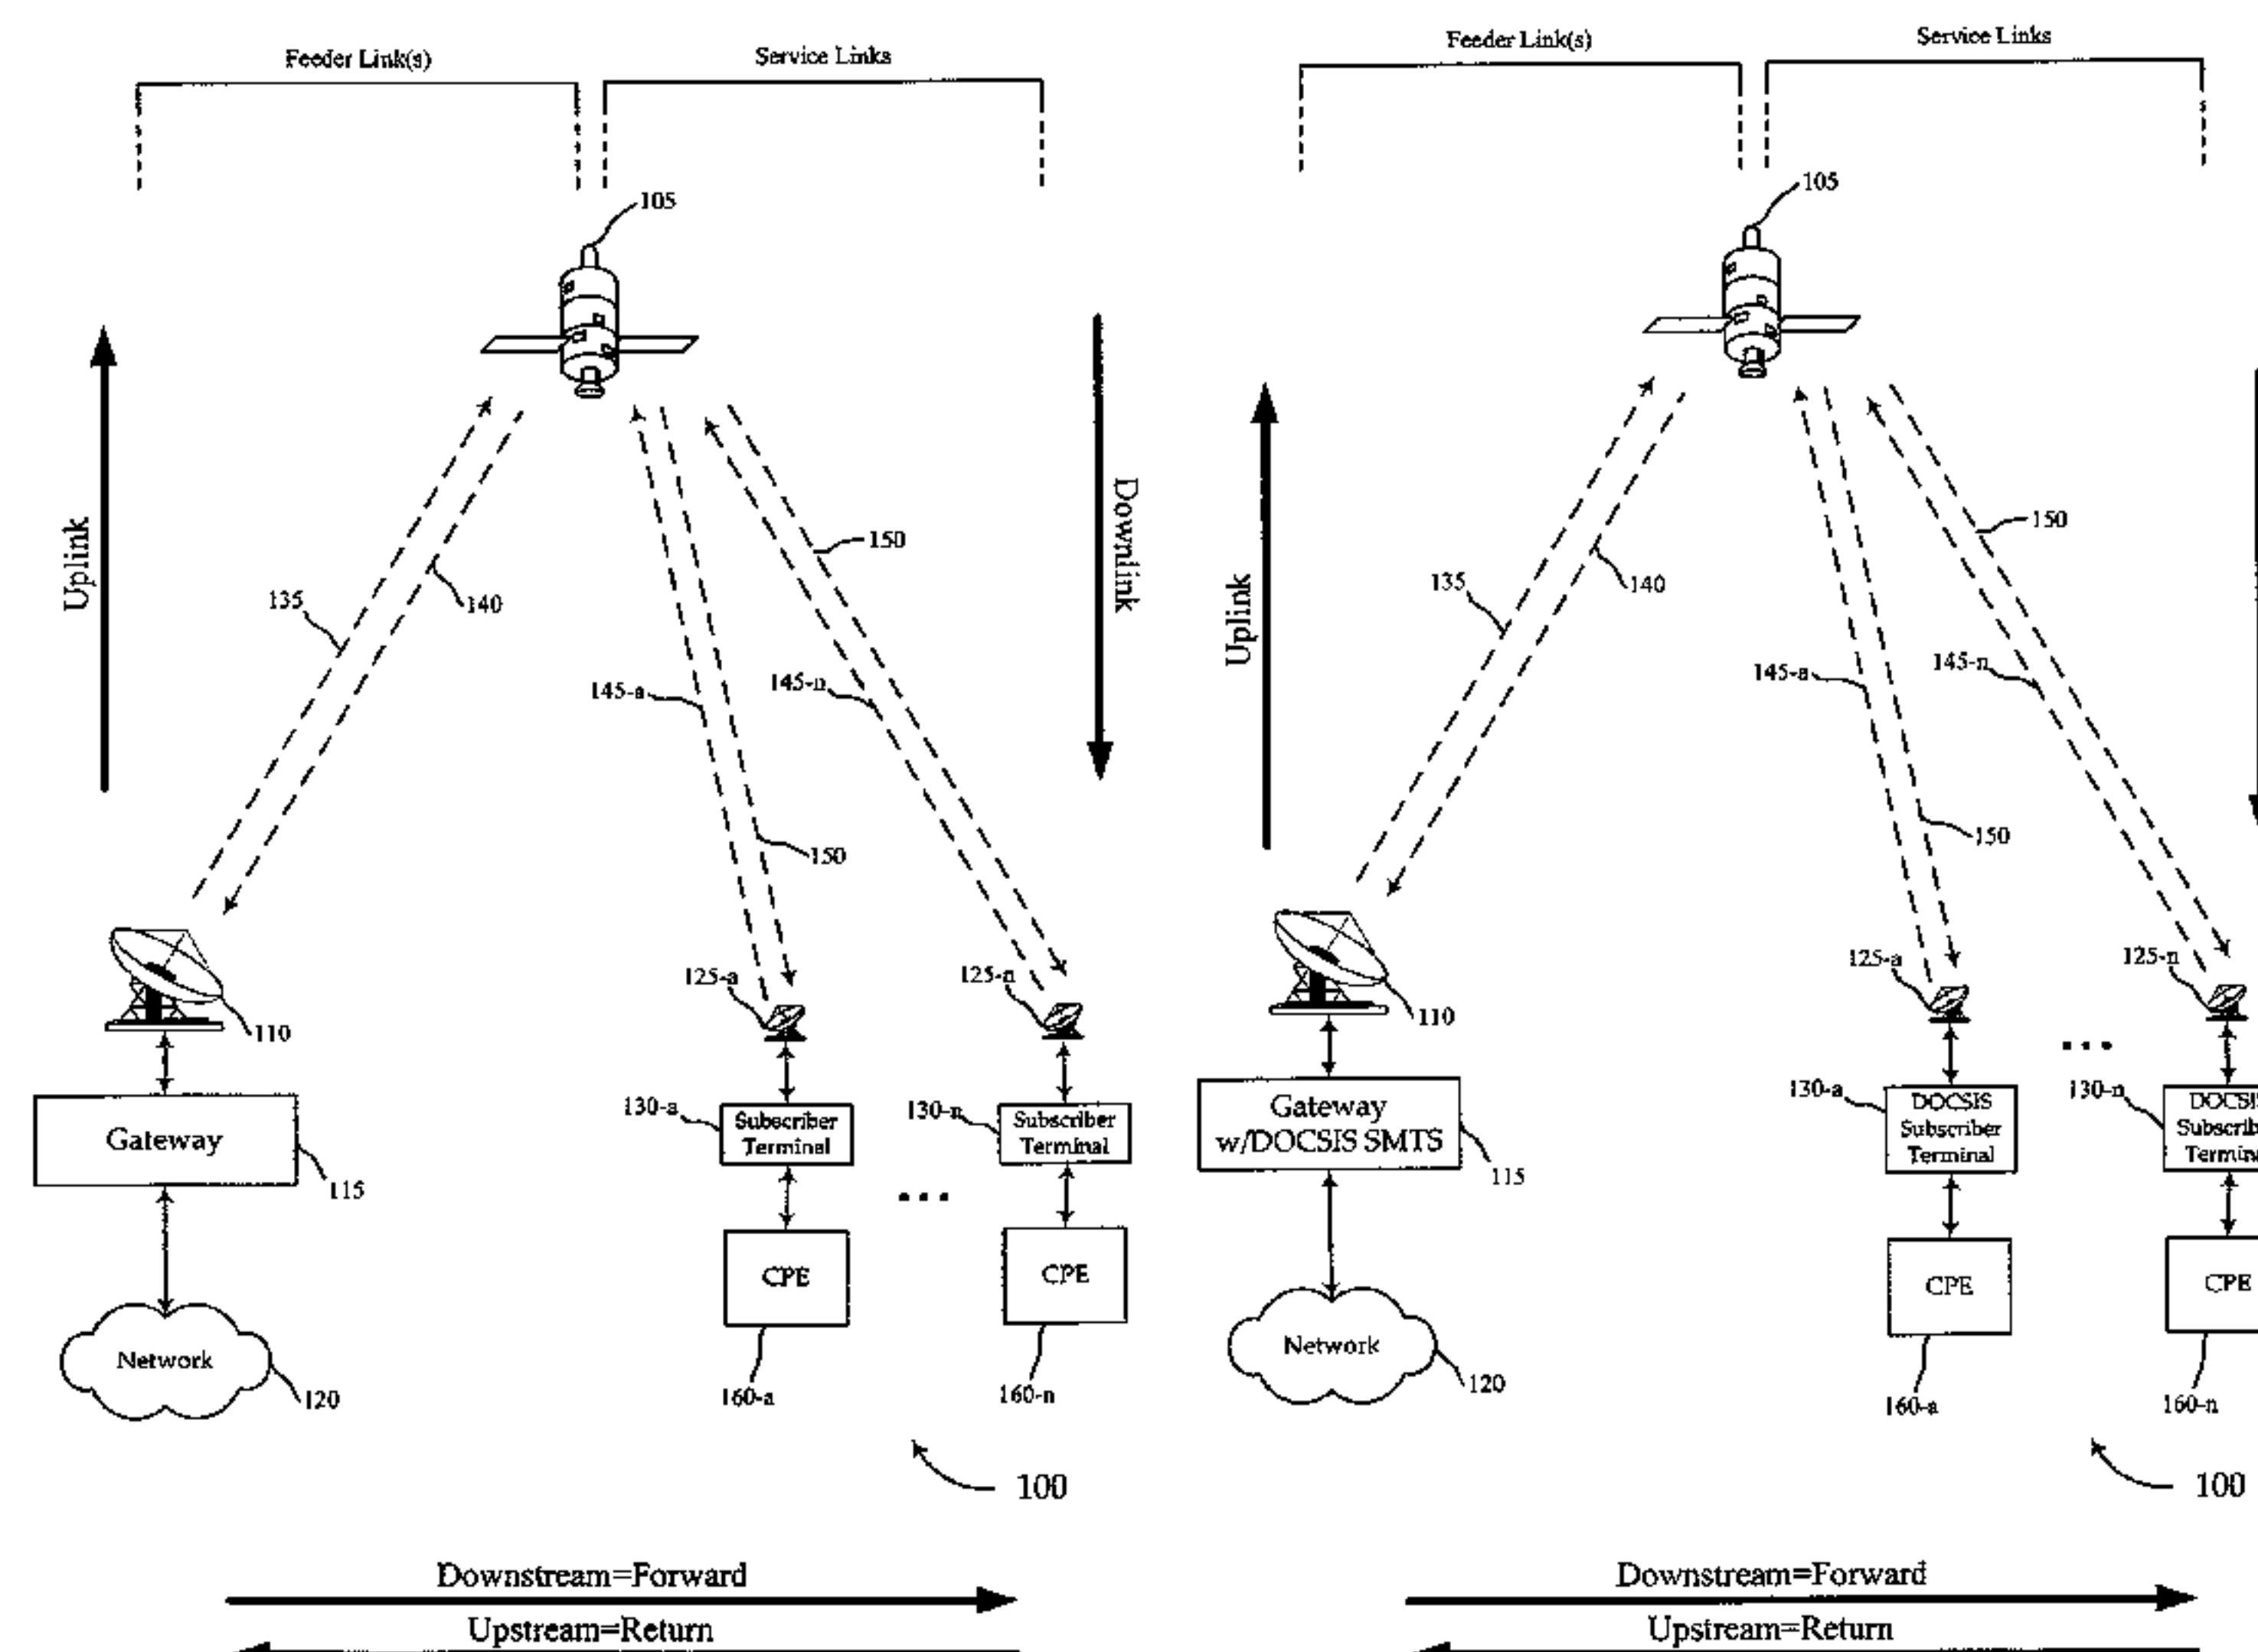 Feeder Link(s)
Service Links
105
Uplink
Downlink
150
135
140
145-a
145-n
150
125-a
125-n
110
130-a
Subscriber
Terminal
130-n
Subscriber
Terminal
Gateway
115
CPE
CPE
Network
120
160-a
160-n
100
Downstream=Forward
Upstream=Return
Feeder Link(s)
Service Links
105
Uplink
150
135
140
145-a
145-n
150
125-a
125-n
110
130-a
DOCSIS
Subscriber
Terminal
130-n
Gateway
w/DOCSIS SMTS
115
CPE
CPE
Network
120
160-a
160-n
100
Downstream=Forward
Upstream=Return